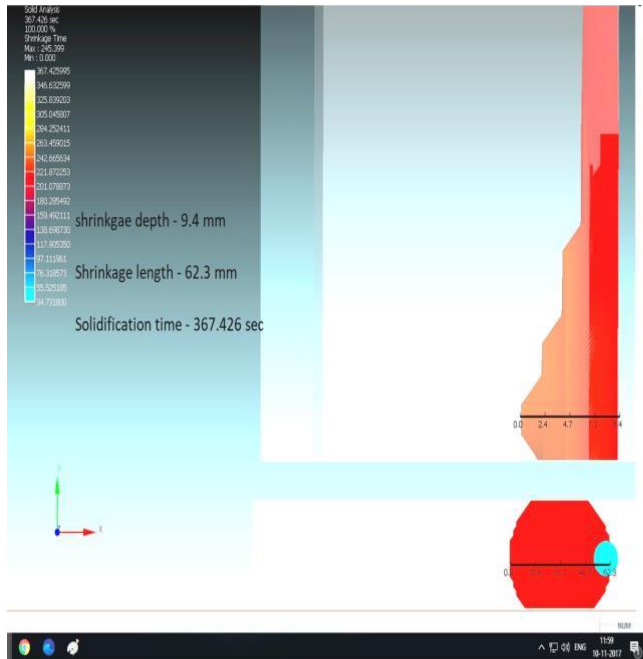 Solid Analysis
367.426 sec
100.000 %
Shrinkage Time
Max : 245.399
Min : 0.000
367.425995
346.632599
325.839203
305.045807
284.252411
263.459015
242.665634
221.872253
201.078873
180.285492
159.492111
138.698730
117.905350
97.111961
76.318573
55.525185
34.731800
shrinkgae depth - 9.4 mm
Shrinkage length - 62.3 mm
Solidification time - 367.426 sec
0.0 2.4 4.7 7.1
Y
X
62.3
NUM
ENG
11:59
10-11-2017